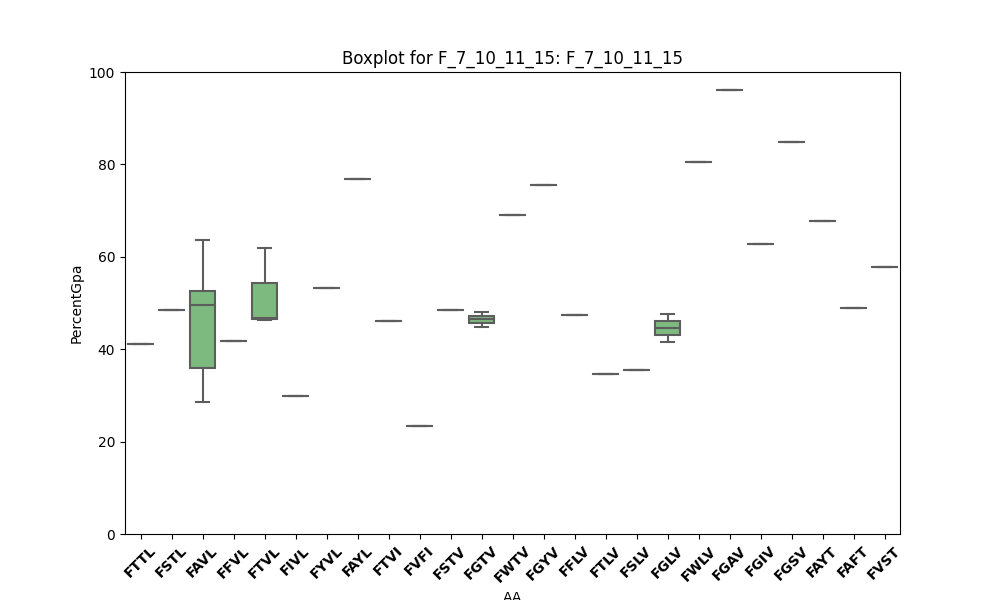 Boxplot for F_7_10_11_15: F_7_10_11_15
PercentGpa
100
80
60
40
20
0
FTTL FSTL FAVL FFVL FTVL FIVL FYVL FAYL FTVI FVFI FSTV FGTV FWTV FGYV FFLV FTLV FSLV FGLV FWLV FGAV FGIV FGSV FAYT FAFT FVST
AA